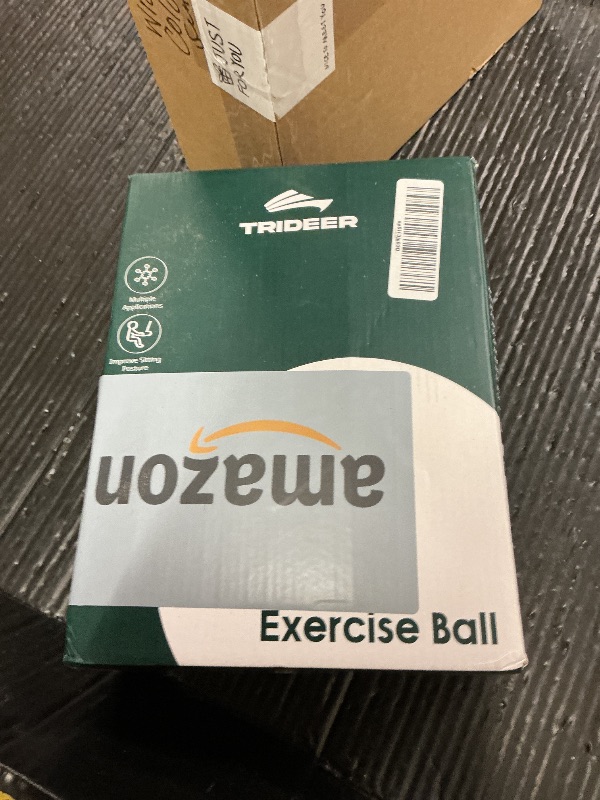 JUST
FOR YOU
TRIDEER
Multiple
Applications
Improve Sitting
Posture
amazon
Exercise Ball